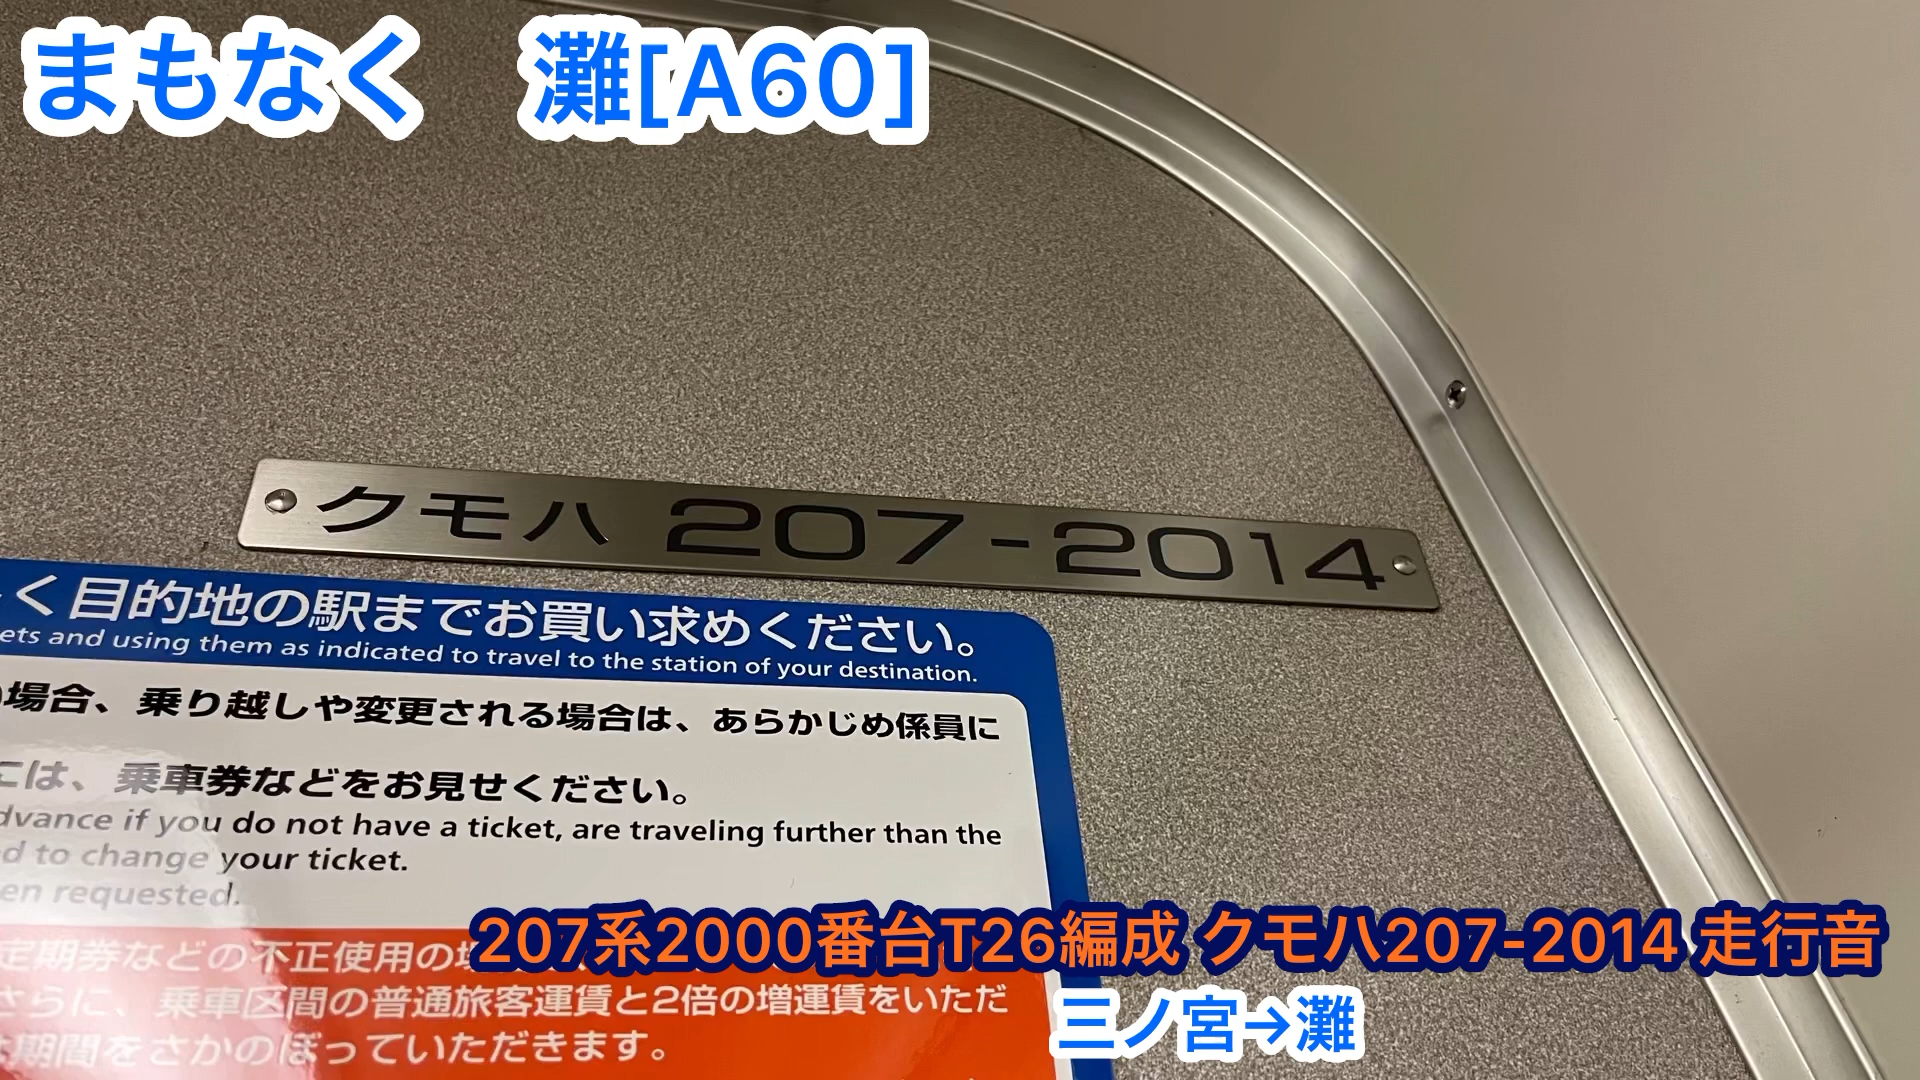 まもなく　灘[A60]
クモハ 207-2014
く目的地の駅までお買い求めください。
ets and using them as indicated to travel to the station of your destination.
場合、乗り越しや変更される場合は、あらかじめ係員に
には、乗車券などをお見せください。
dvance if you do not have a ticket, are traveling further than the
d to change your ticket.
en requested.
定期券などの不正使用の
さらに、乗車区間の普通旅客運賃と2倍の増運賃をいただ
期間をさかのぼっていただきます。
207系2000番台T26編成 クモハ207-2014 走行音
三ノ宮→灘